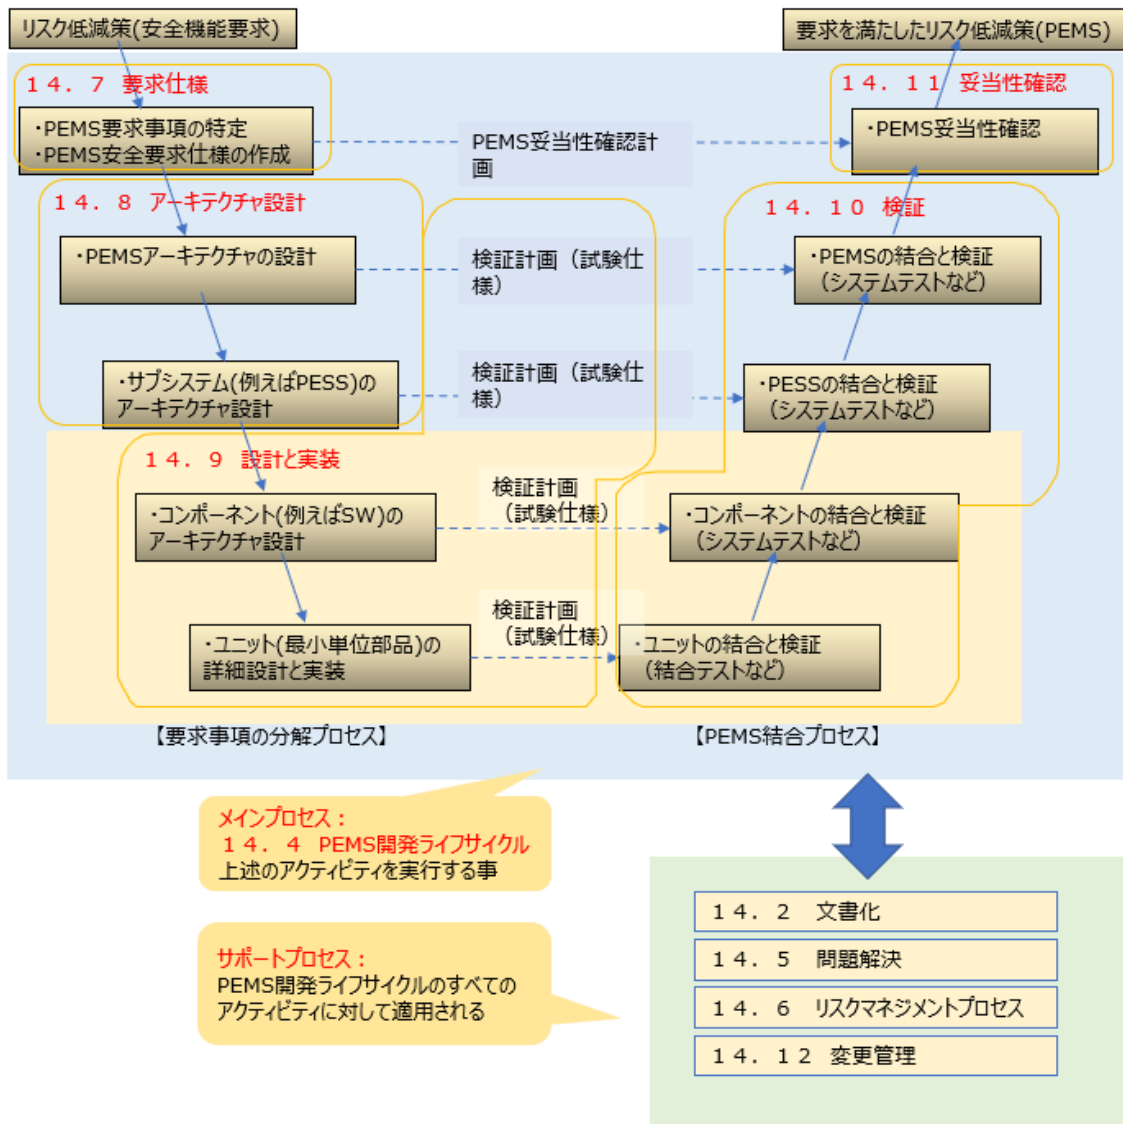 リスク低減策(安全機能要求)
要求を満たしたリスク低減策(PEMS)
１４．７ 要求仕様
１４．１１ 妥当性確認
・PEMS要求事項の特定
・PEMS安全要求仕様の作成
PEMS妥当性確認計
画
・PEMS妥当性確認
１４．８ アーキテクチャ設計
１４．１０ 検証
・PEMSアーキテクチャの設計
検証計画（試験仕
様）
・PEMSの結合と検証
（システムテストなど）
・サブシステム(例えばPESS)の
アーキテクチャ設計
検証計画（試験仕
様）
・PESSの結合と検証
（システムテストなど）
１４．９ 設計と実装
・コンポーネント(例えばSW)の
アーキテクチャ設計
検証計画
（試験仕様）
・コンポーネントの結合と検証
（システムテストなど）
・ユニット(最小単位部品)の
詳細設計と実装
検証計画
（試験仕様）
・ユニットの結合と検証
（結合テストなど）
【要求事項の分解プロセス】
【PEMS結合プロセス】
メインプロセス：
１４．４ PEMS開発ライフサイクル
上述のアクティビティを実行する事
サポートプロセス：
PEMS開発ライフサイクルのすべての
アクティビティに対して適用される
１４．２ 文書化
１４．５ 問題解決
１４．６ リスクマネジメントプロセス
１４．１２ 変更管理